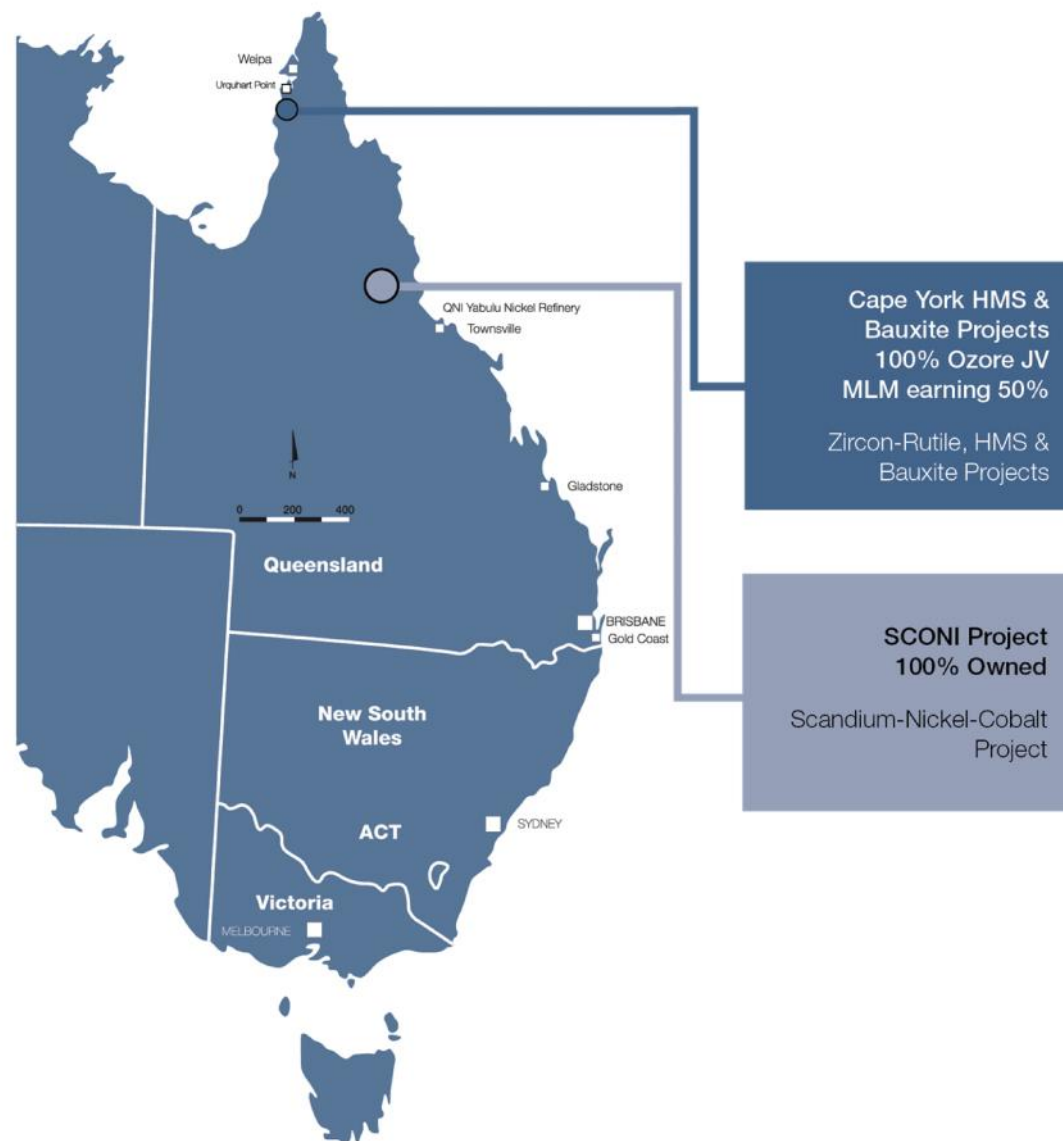 Weipa
Urquhart Point
QNI Yabulu Nickel Refinery
Townsville
N
0 200 400
Gladstone
Queensland
BRISBANE
Gold Coast
New South
Wales
ACT
SYDNEY
Victoria
MELBOURNE
Cape York HMS &
Bauxite Projects
100% Ozore JV
MLM earning 50%
Zircon-Rutile, HMS &
Bauxite Projects
SCONI Project
100% Owned
Scandium-Nickel-Cobalt
Project